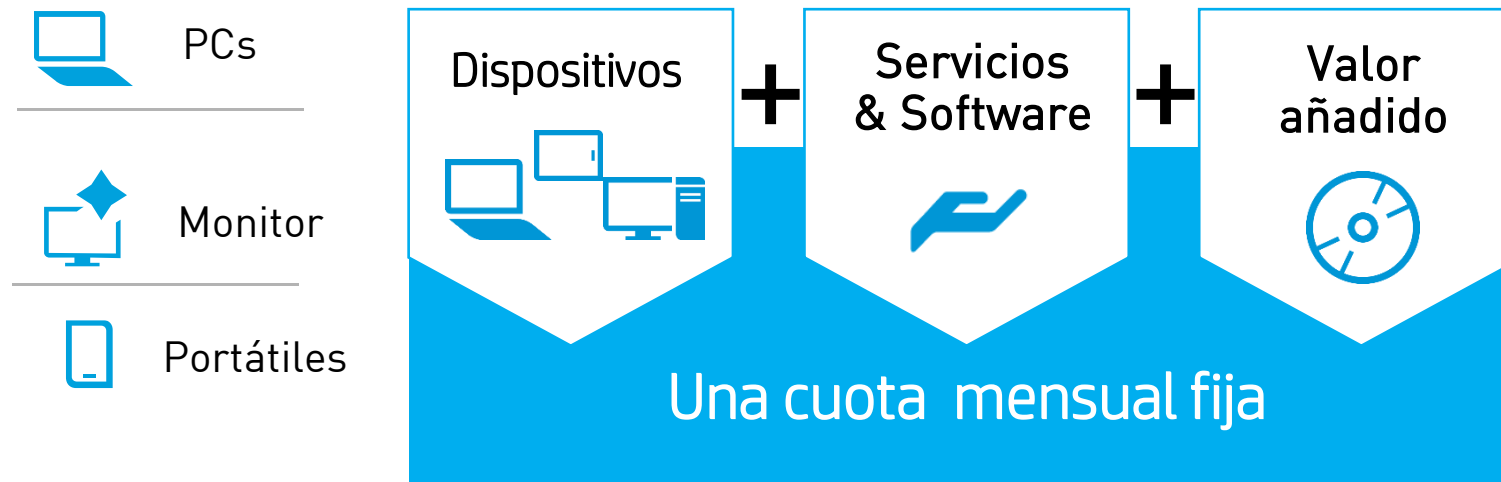 PCs
Monitor
Portátiles
Dispositivos
+
Servicios
& Software
+
Valor
añadido
Una cuota mensual fija